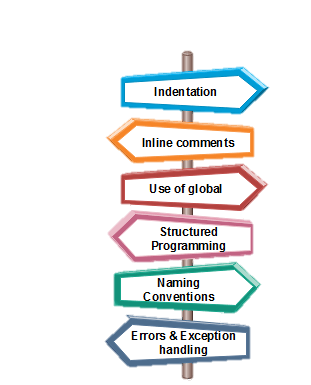 Indentation
Inline comments
Use of global
Structured
Programming
Naming
Conventions
Errors & Exception
handling